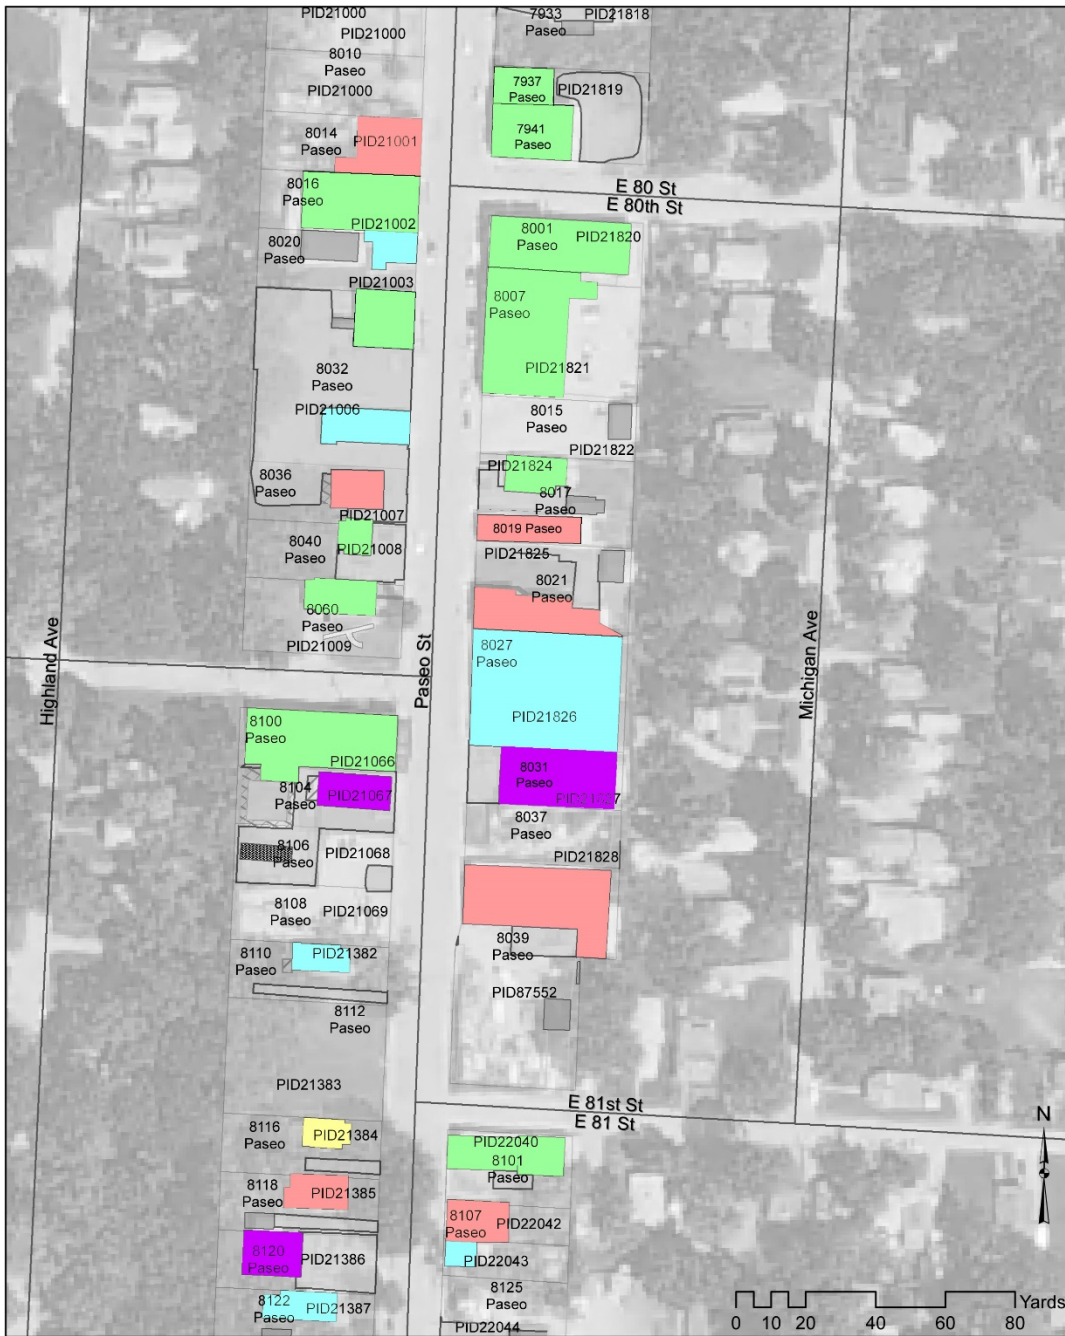 PID21000
PID21000
8010
Paseo
PID21000
8014
Paseo
PID21001
8016
Paseo
PID21002
8020
Paseo
PID21003
8032
Paseo
PID21006
8036
Paseo
PID21007
8040
Paseo
PID21008
8060
Paseo
PID21009
8100
Paseo
PID21066
8104
Paseo
PID21067
8106
Paseo
PID21068
8108
Paseo
PID21069
8110
Paseo
PID21382
8112
Paseo
PID21383
8116
Paseo
PID21384
8118
Paseo
PID21385
8120
Paseo
PID21386
8122
Paseo
PID21387
Highland Ave
Paseo St
7933
Paseo
PID21818
7937
Paseo
PID21819
7941
Paseo
E 80 St
E 80th St
8001
Paseo
PID21820
8007
Paseo
PID21821
8015
Paseo
PID21822
PID21824
8017
Paseo
8019 Paseo
PID21825
8021
Paseo
8027
Paseo
PID21826
8031
Paseo
PID21827
8037
Paseo
PID21828
8039
Paseo
PID87552
E 81st St
E 81 St
PID22040
8101
Paseo
8107
Paseo
PID22042
PID22043
8125
Paseo
PID22044
Michigan Ave
N
Yards
0 10 20 40 60 80